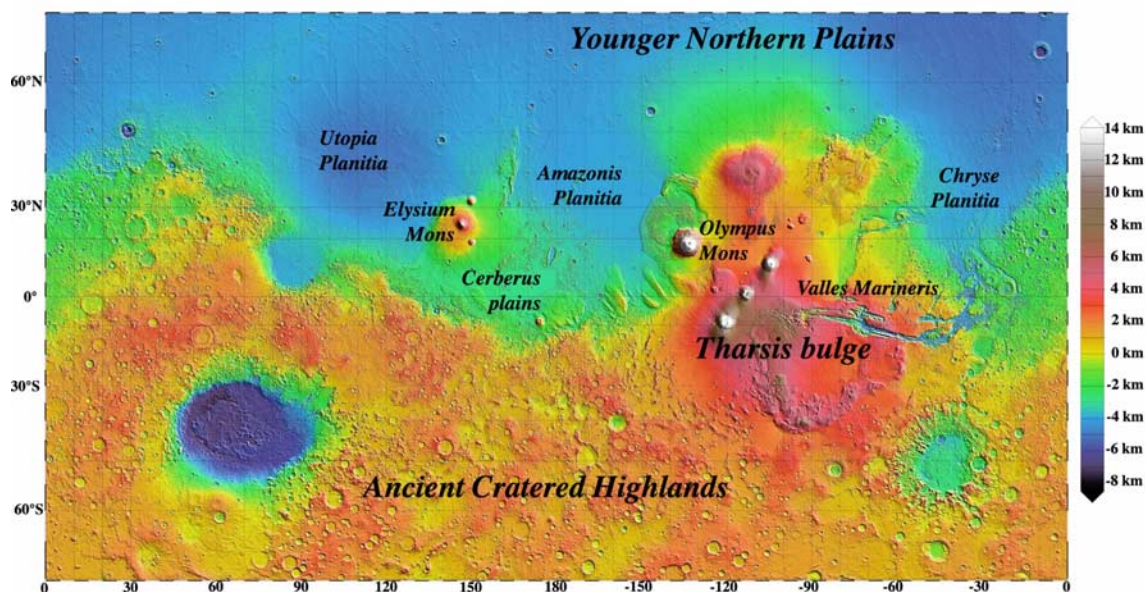 Younger Northern Plains
60°N
Utopia
Planitia
Amazonis
Planitia
Chryse
Planitia
30°N
Elysium
Mons
Olympus
Mons
Cerberus
plains
Valles Marineris
0°
Tharsis bulge
30°S
Ancient Cratered Highlands
60°S
0 30 60 90 120 150 180 -150 -120 -90 -60 -30 0
14 km
12 km
10 km
8 km
6 km
4 km
2 km
0 km
-2 km
-4 km
-6 km
-8 km